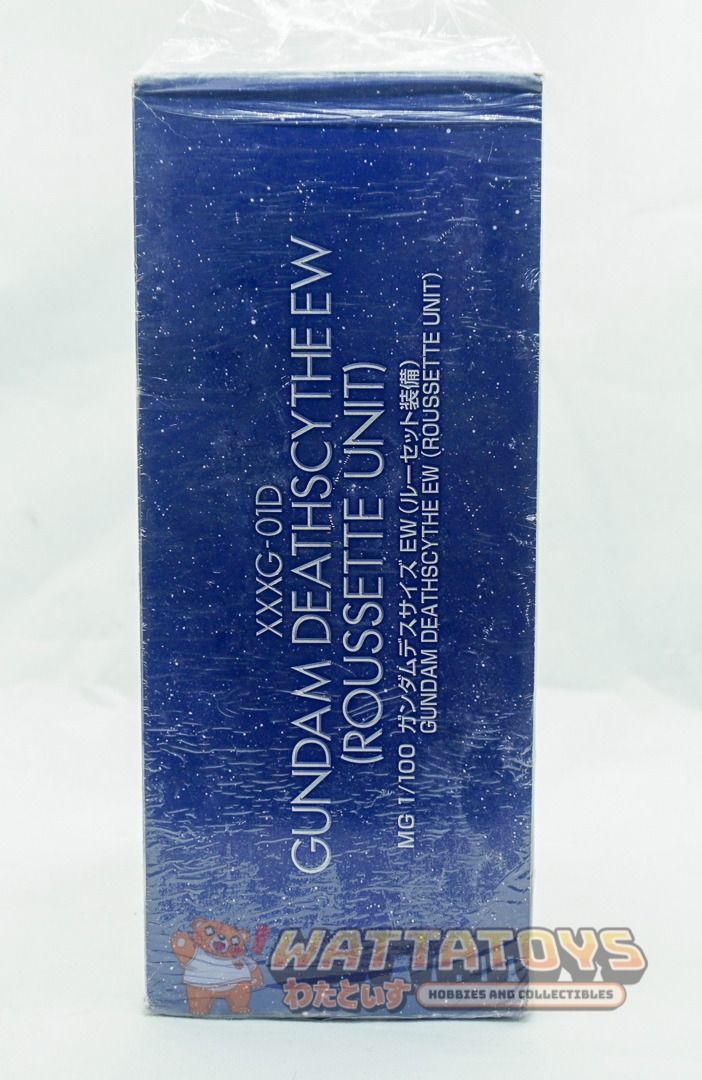 XXXG-01D
GUNDAM DEATHSCYTHE EW
(ROUSSETTE UNIT)
MG 1/100 ガンダムデスサイズ EW (ルーセット装備)
GUNDAM DEATHSCYTHE EW (ROUSSETTE UNIT)
WATTATOYS
わたといす
HOBBIES AND COLLECTIBLES